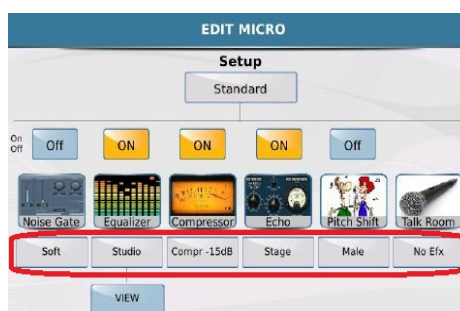 EDIT MICRO
Setup
Standard
On
Off
Off ON ON ON Off
Noise Gate Equalizer Compressor Echo Pitch Shift Talk Room
Soft Studio Compr -15dB Stage Male No Efx
VIEW